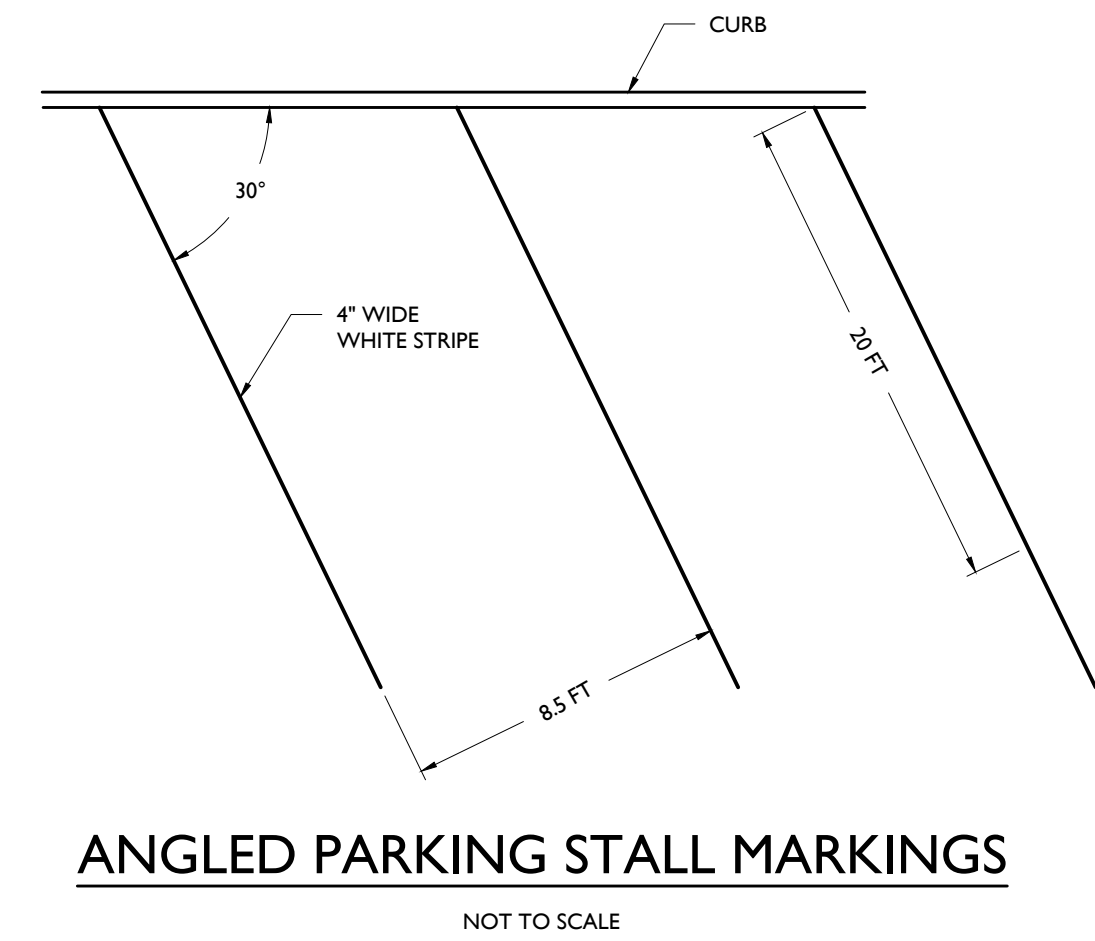 CURB
30°
4" WIDE
WHITE STRIPE
20 FT
8.5 FT
ANGLED PARKING STALL MARKINGS
NOT TO SCALE